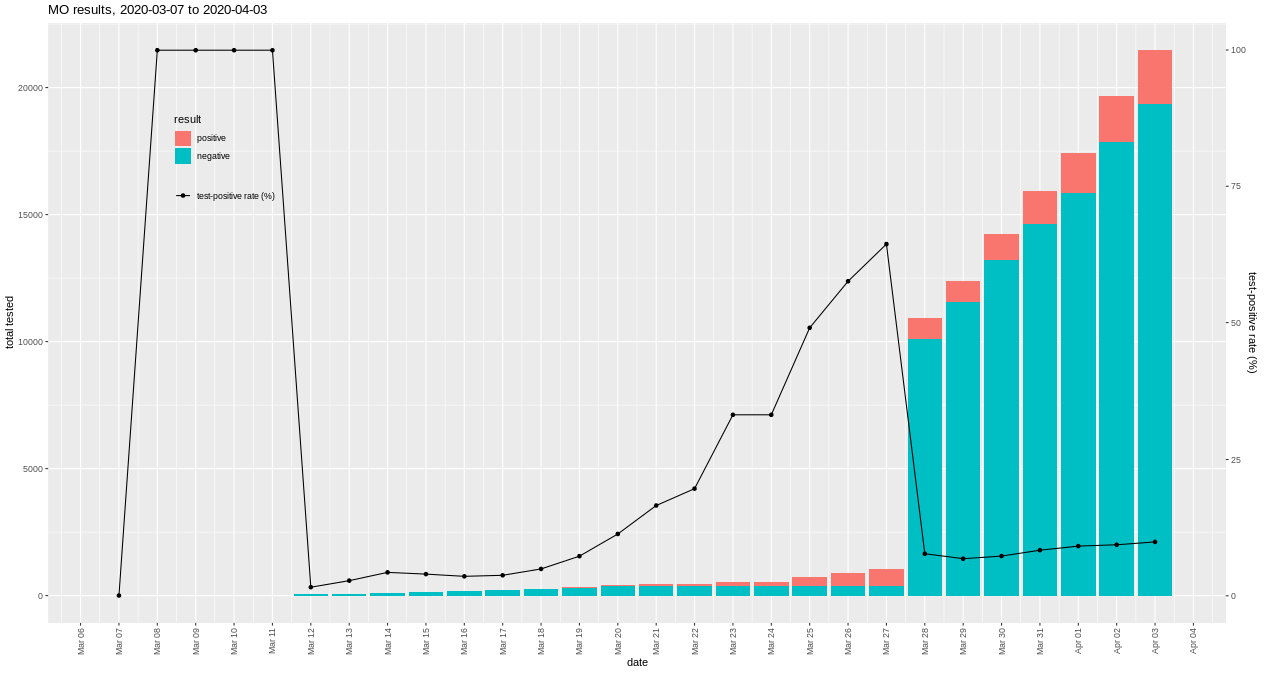 MO results, 2020-03-07 to 2020-04-03
total tested
20000
15000
10000
5000
0
result
positive
negative
test-positive rate (%)
100
75
50
25
0
test-positive rate (%)
Mar 06
Mar 07
Mar 08
Mar 09
Mar 10
Mar 11
Mar 12
Mar 13
Mar 14
Mar 15
Mar 16
Mar 17
Mar 18
Mar 19
Mar 20
Mar 21
Mar 22
Mar 23
Mar 24
Mar 25
Mar 26
Mar 27
Mar 28
Mar 29
Mar 30
Mar 31
Apr 01
Apr 02
Apr 03
Apr 04
date